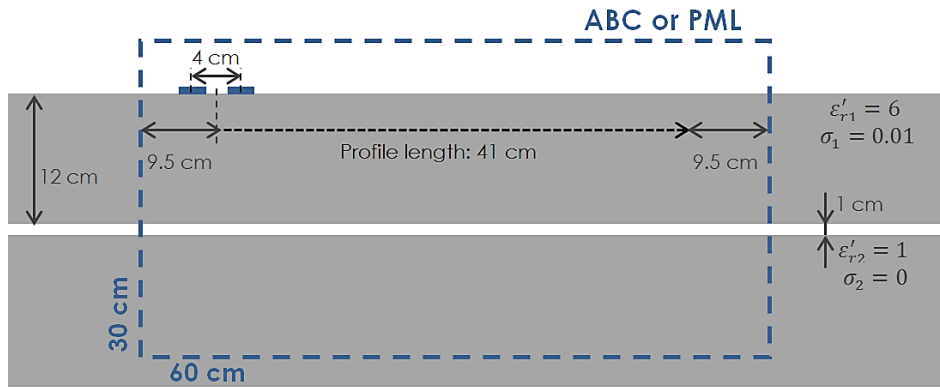 ABC or PML
4 cm
ε′r1 = 6
σ1 = 0.01
9.5 cm
Profile length: 41 cm
9.5 cm
12 cm
1 cm
ε′r2 = 1
σ2 = 0
30 cm
60 cm